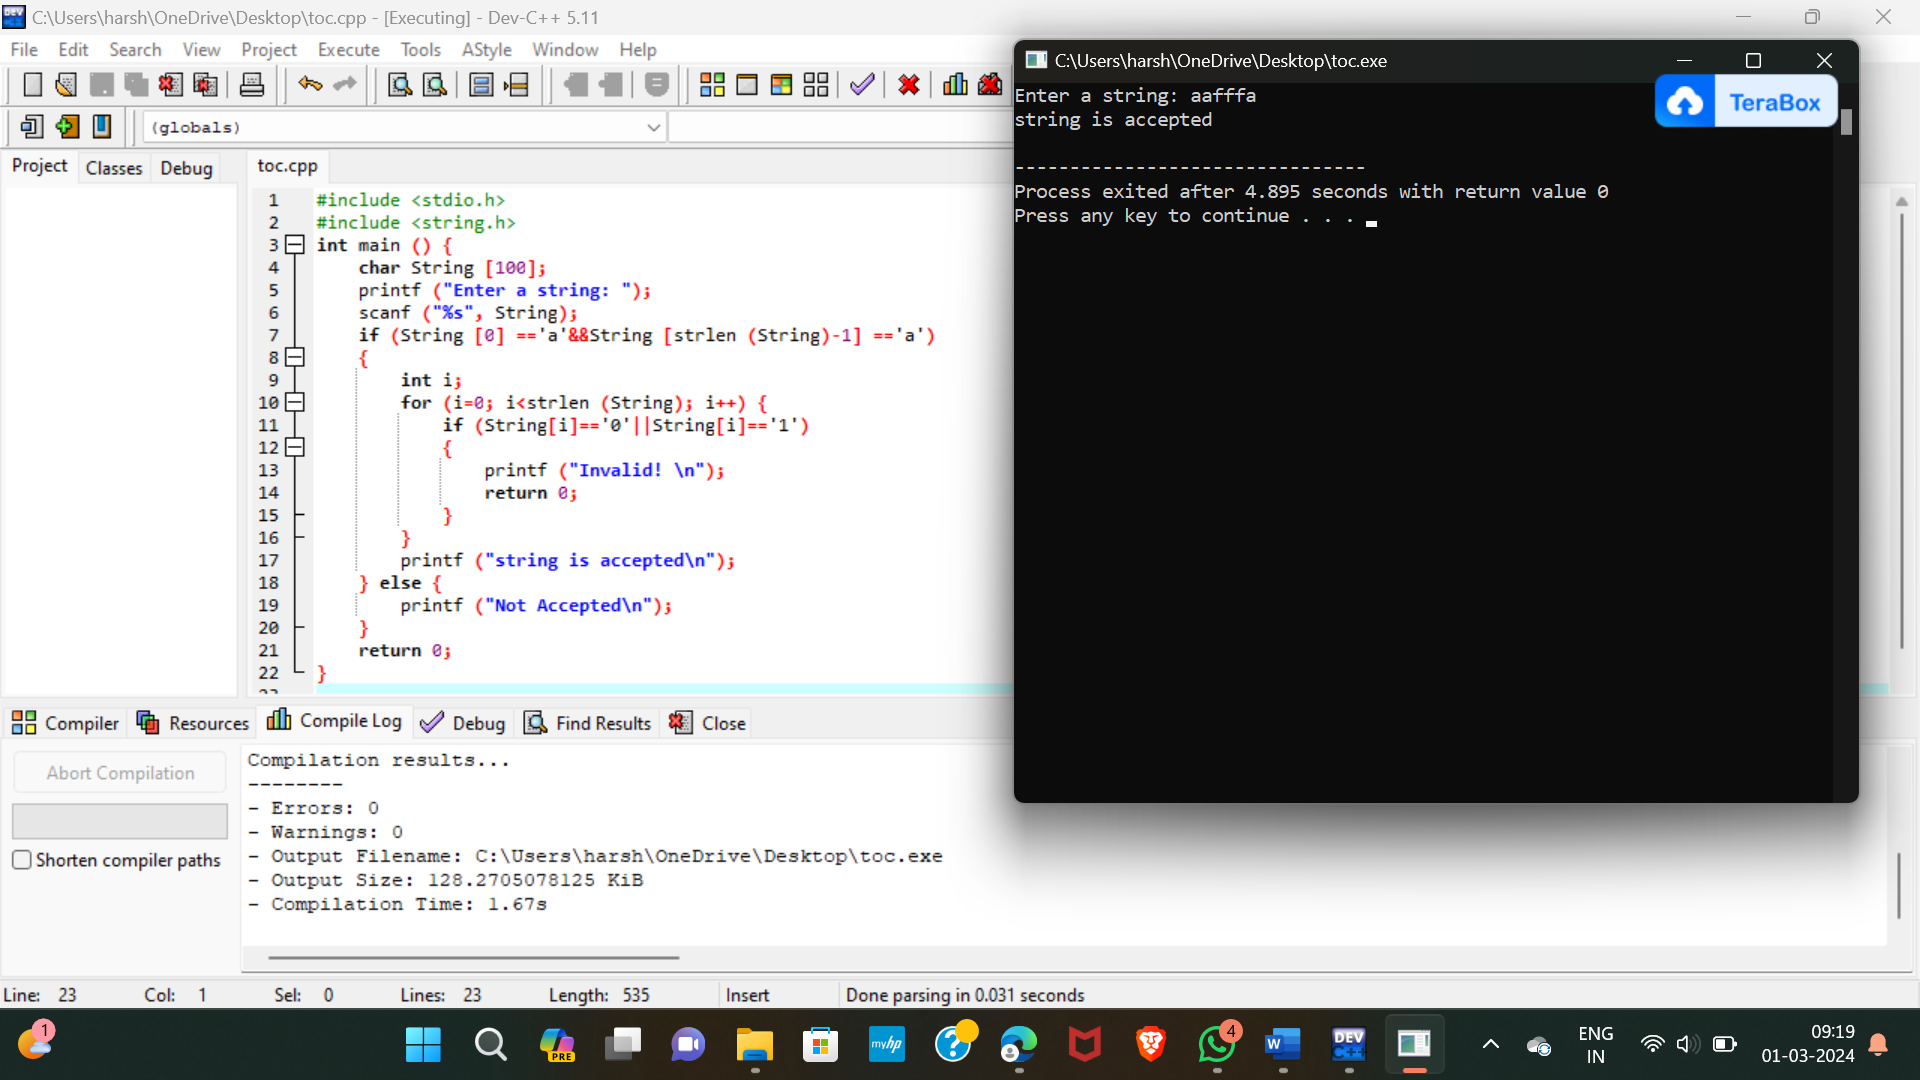 C:\Users\harsh\OneDrive\Desktop\toc.cpp - [Executing] - Dev-C++ 5.11
File Edit Search View Project Execute Tools AStyle Window Help
(globals)
Project Classes Debug
toc.cpp
1 #include <stdio.h>
2 #include <string.h>
3 int main () {
4 char String [100];
5 printf ("Enter a string: ");
6 scanf ("%s", String);
7 if (String [0] =='a'&&String [strlen (String)-1] =='a')
8 {
9 int i;
10 for (i=0; i<strlen (String); i++) {
11 if (String[i]=='0'||String[i]=='1')
12 {
13 printf ("Invalid! \n");
14 return 0;
15 }
16 }
17 printf ("string is accepted\n");
18 } else {
19 printf ("Not Accepted\n");
20 }
21 return 0;
22 }
23
C:\Users\harsh\OneDrive\Desktop\toc.exe
TeraBox
Enter a string: aafffa
string is accepted
--------------------------------
Process exited after 4.895 seconds with return value 0
Press any key to continue . . .
Compiler Resources Compile Log Debug Find Results Close
Abort Compilation
Shorten compiler paths
Compilation results...
--------
- Errors: 0
- Warnings: 0
- Output Filename: C:\Users\harsh\OneDrive\Desktop\toc.exe
- Output Size: 128.2705078125 KiB
- Compilation Time: 1.67s
Line: 23 Col: 1 Sel: 0 Lines: 23 Length: 535 Insert Done parsing in 0.031 seconds
1
PRE
myhp
4
W
DEV
C++
ENG
IN
09:19
01-03-2024